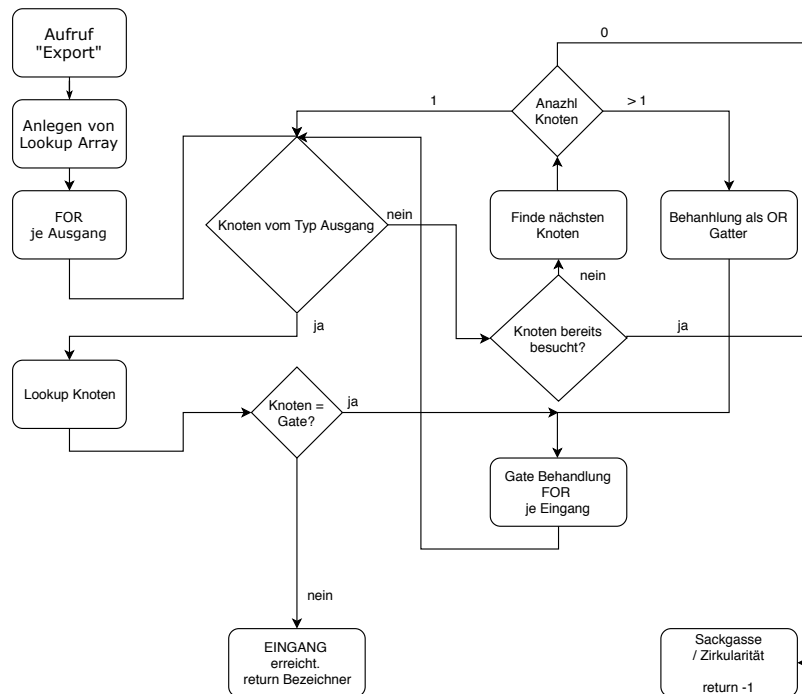 Aufruf
"Export"
Anlegen von
Lookup Array
FOR
je Ausgang
Knoten vom Typ Ausgang
nein
ja
Lookup Knoten
Knoten =
Gate?
ja
nein
EINGANG
erreicht.
return Bezeichner
0
1
Anazhl
Knoten
> 1
Finde nächsten
Knoten
nein
Knoten bereits
besucht?
ja
Behanhlung als OR
Gatter
Gate Behandlung
FOR
je Eingang
Sackgasse
/ Zirkularität
return -1